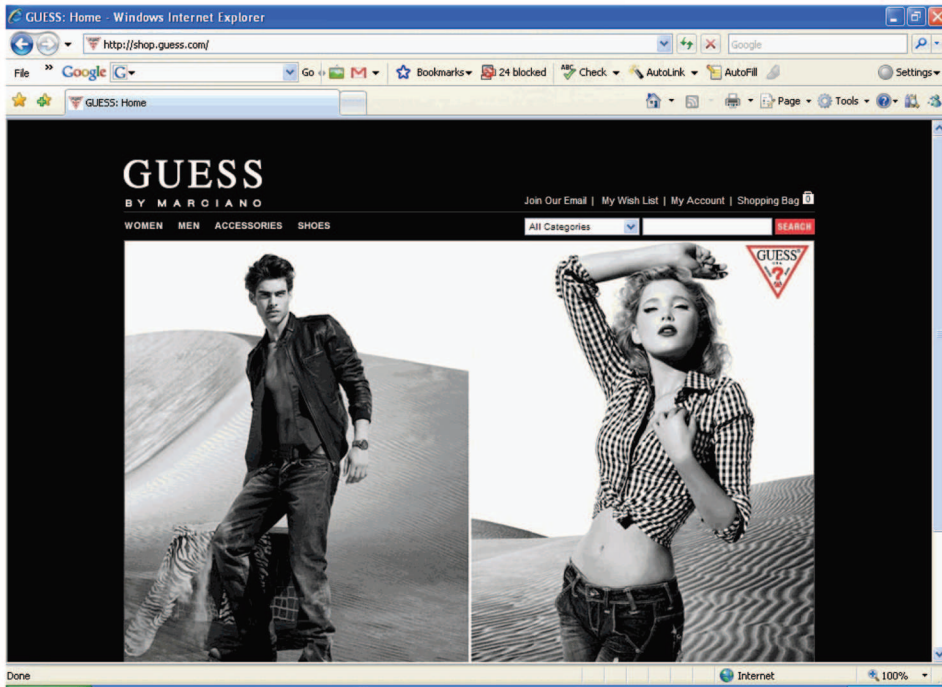 GUESS: Home - Windows Internet Explorer
http://shop.guess.com/
Google
File » Google G Go M Bookmarks 24 blocked ABC Check AutoLink AutoFill Settings
GUESS: Home
Page Tools
GUESS
BY MARCIANO
Join Our Email | My Wish List | My Account | Shopping Bag 0
WOMEN MEN ACCESSORIES SHOES
All Categories SEARCH
GUESS
?
Done Internet 100%